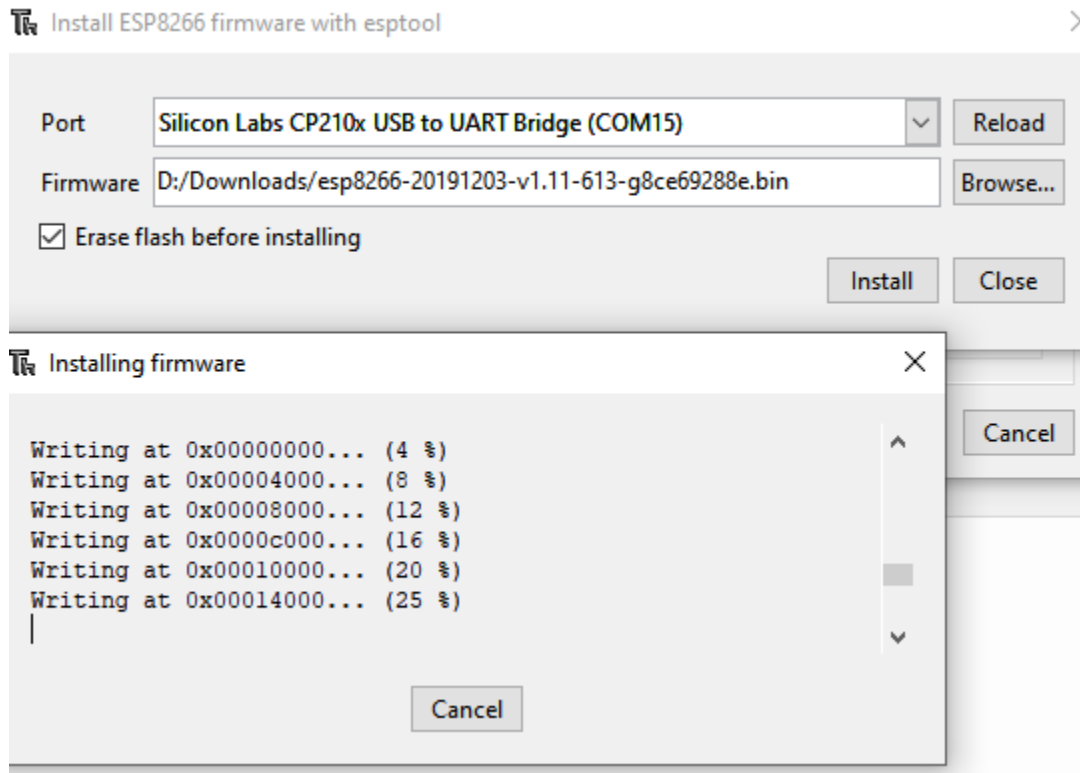 Install ESP8266 firmware with esptool
Port Silicon Labs CP210x USB to UART Bridge (COM15) Reload
Firmware D:/Downloads/esp8266-20191203-v1.11-613-g8ce69288e.bin Browse...
Erase flash before installing
Install Close
Installing firmware
Writing at 0x00000000... (4 %)
Writing at 0x00004000... (8 %)
Writing at 0x00008000... (12 %)
Writing at 0x0000c000... (16 %)
Writing at 0x00010000... (20 %)
Writing at 0x00014000... (25 %)
Cancel
Cancel